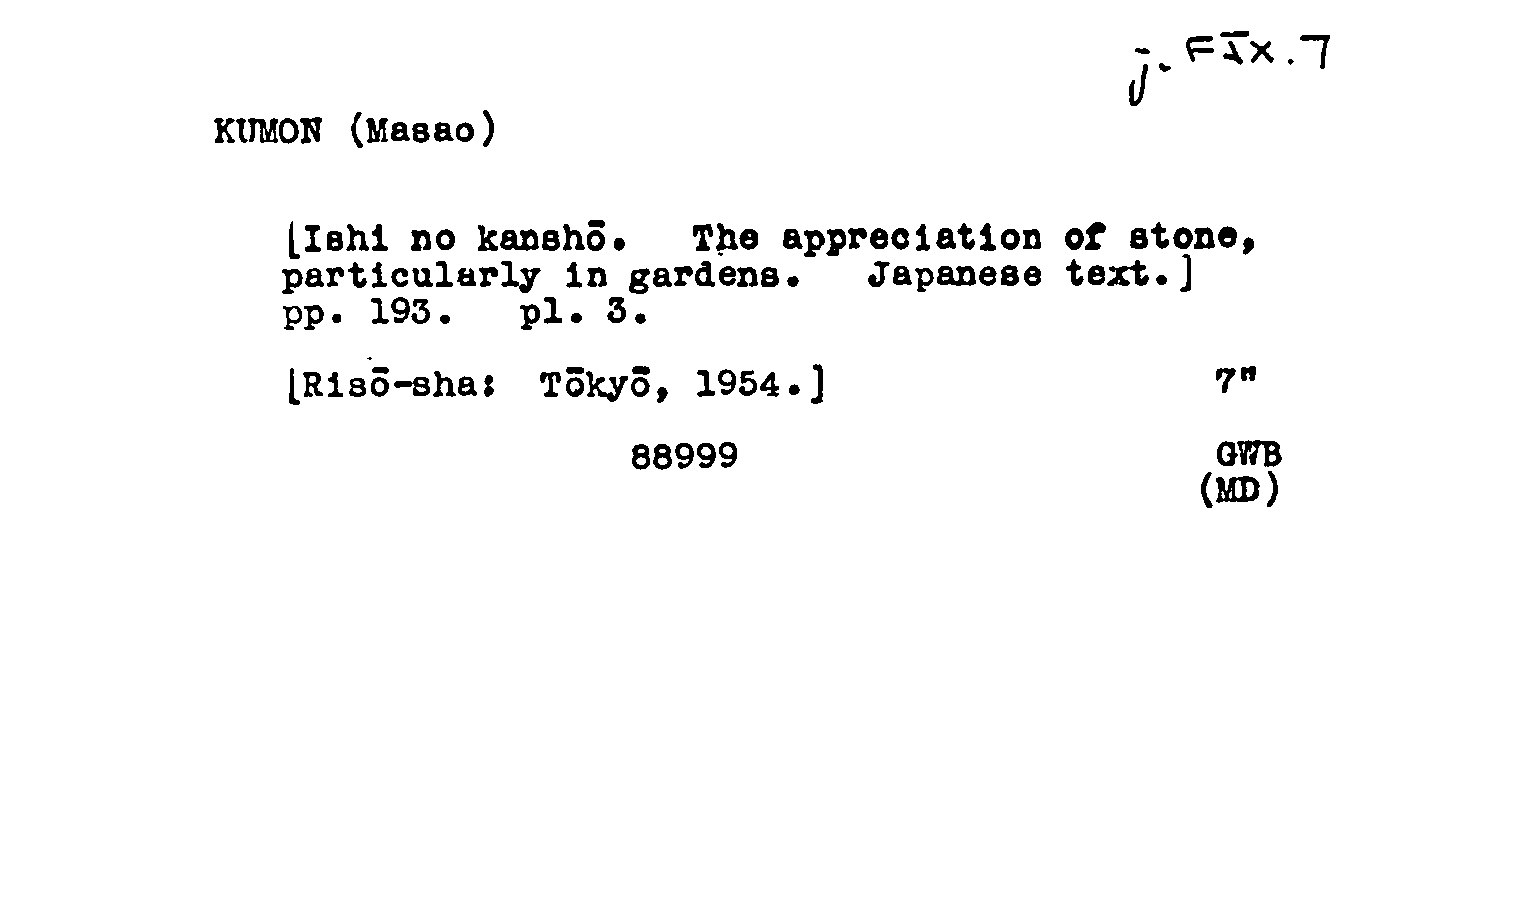 j. FIX. 7
KUMON (Masao)
[Ishi no kanshō. The appreciation of stone,
particularly in gardens. Japanese text.]
pp. 193. pl. 3.
[Risō-sha: Tōkyō, 1954.] 7"
88999 GWB
(MD)